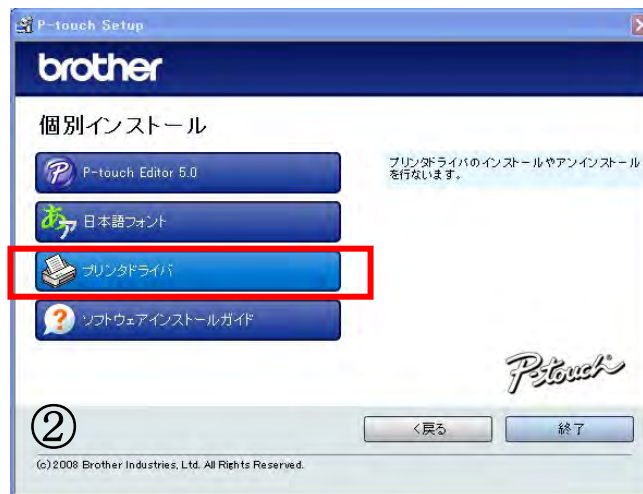 P-touch Setup
brother
個別インストール
P-touch Editor 5.0
プリンタドライバのインストールやアンインストール
を行ないます。
日本語フォント
プリンタドライバ
ソフトウェアインストールガイド
P-touch
②
<戻る
終了
(c)2008 Brother Industries, Ltd. All Rights Reserved.